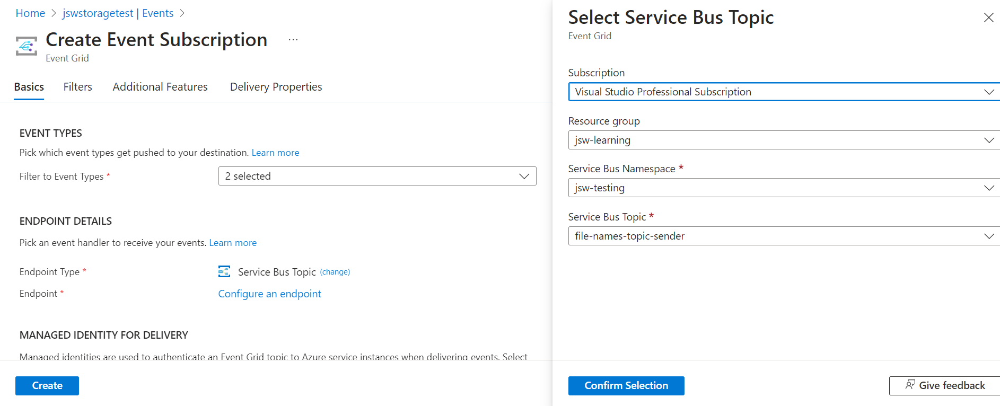 Home > jswstoragetest | Events >
Create Event Subscription ...
Event Grid
Basics Filters Additional Features Delivery Properties
EVENT TYPES
Pick which event types get pushed to your destination. Learn more
Filter to Event Types * 2 selected
ENDPOINT DETAILS
Pick an event handler to receive your events. Learn more
Endpoint Type * Service Bus Topic (change)
Endpoint * Configure an endpoint
MANAGED IDENTITY FOR DELIVERY
Managed identities are used to authenticate an Event Grid topic to Azure service instances when delivering events. Select
Create
Select Service Bus Topic
Event Grid
Subscription
Visual Studio Professional Subscription
Resource group
jsw-learning
Service Bus Namespace *
jsw-testing
Service Bus Topic *
file-names-topic-sender
Confirm Selection
Give feedback